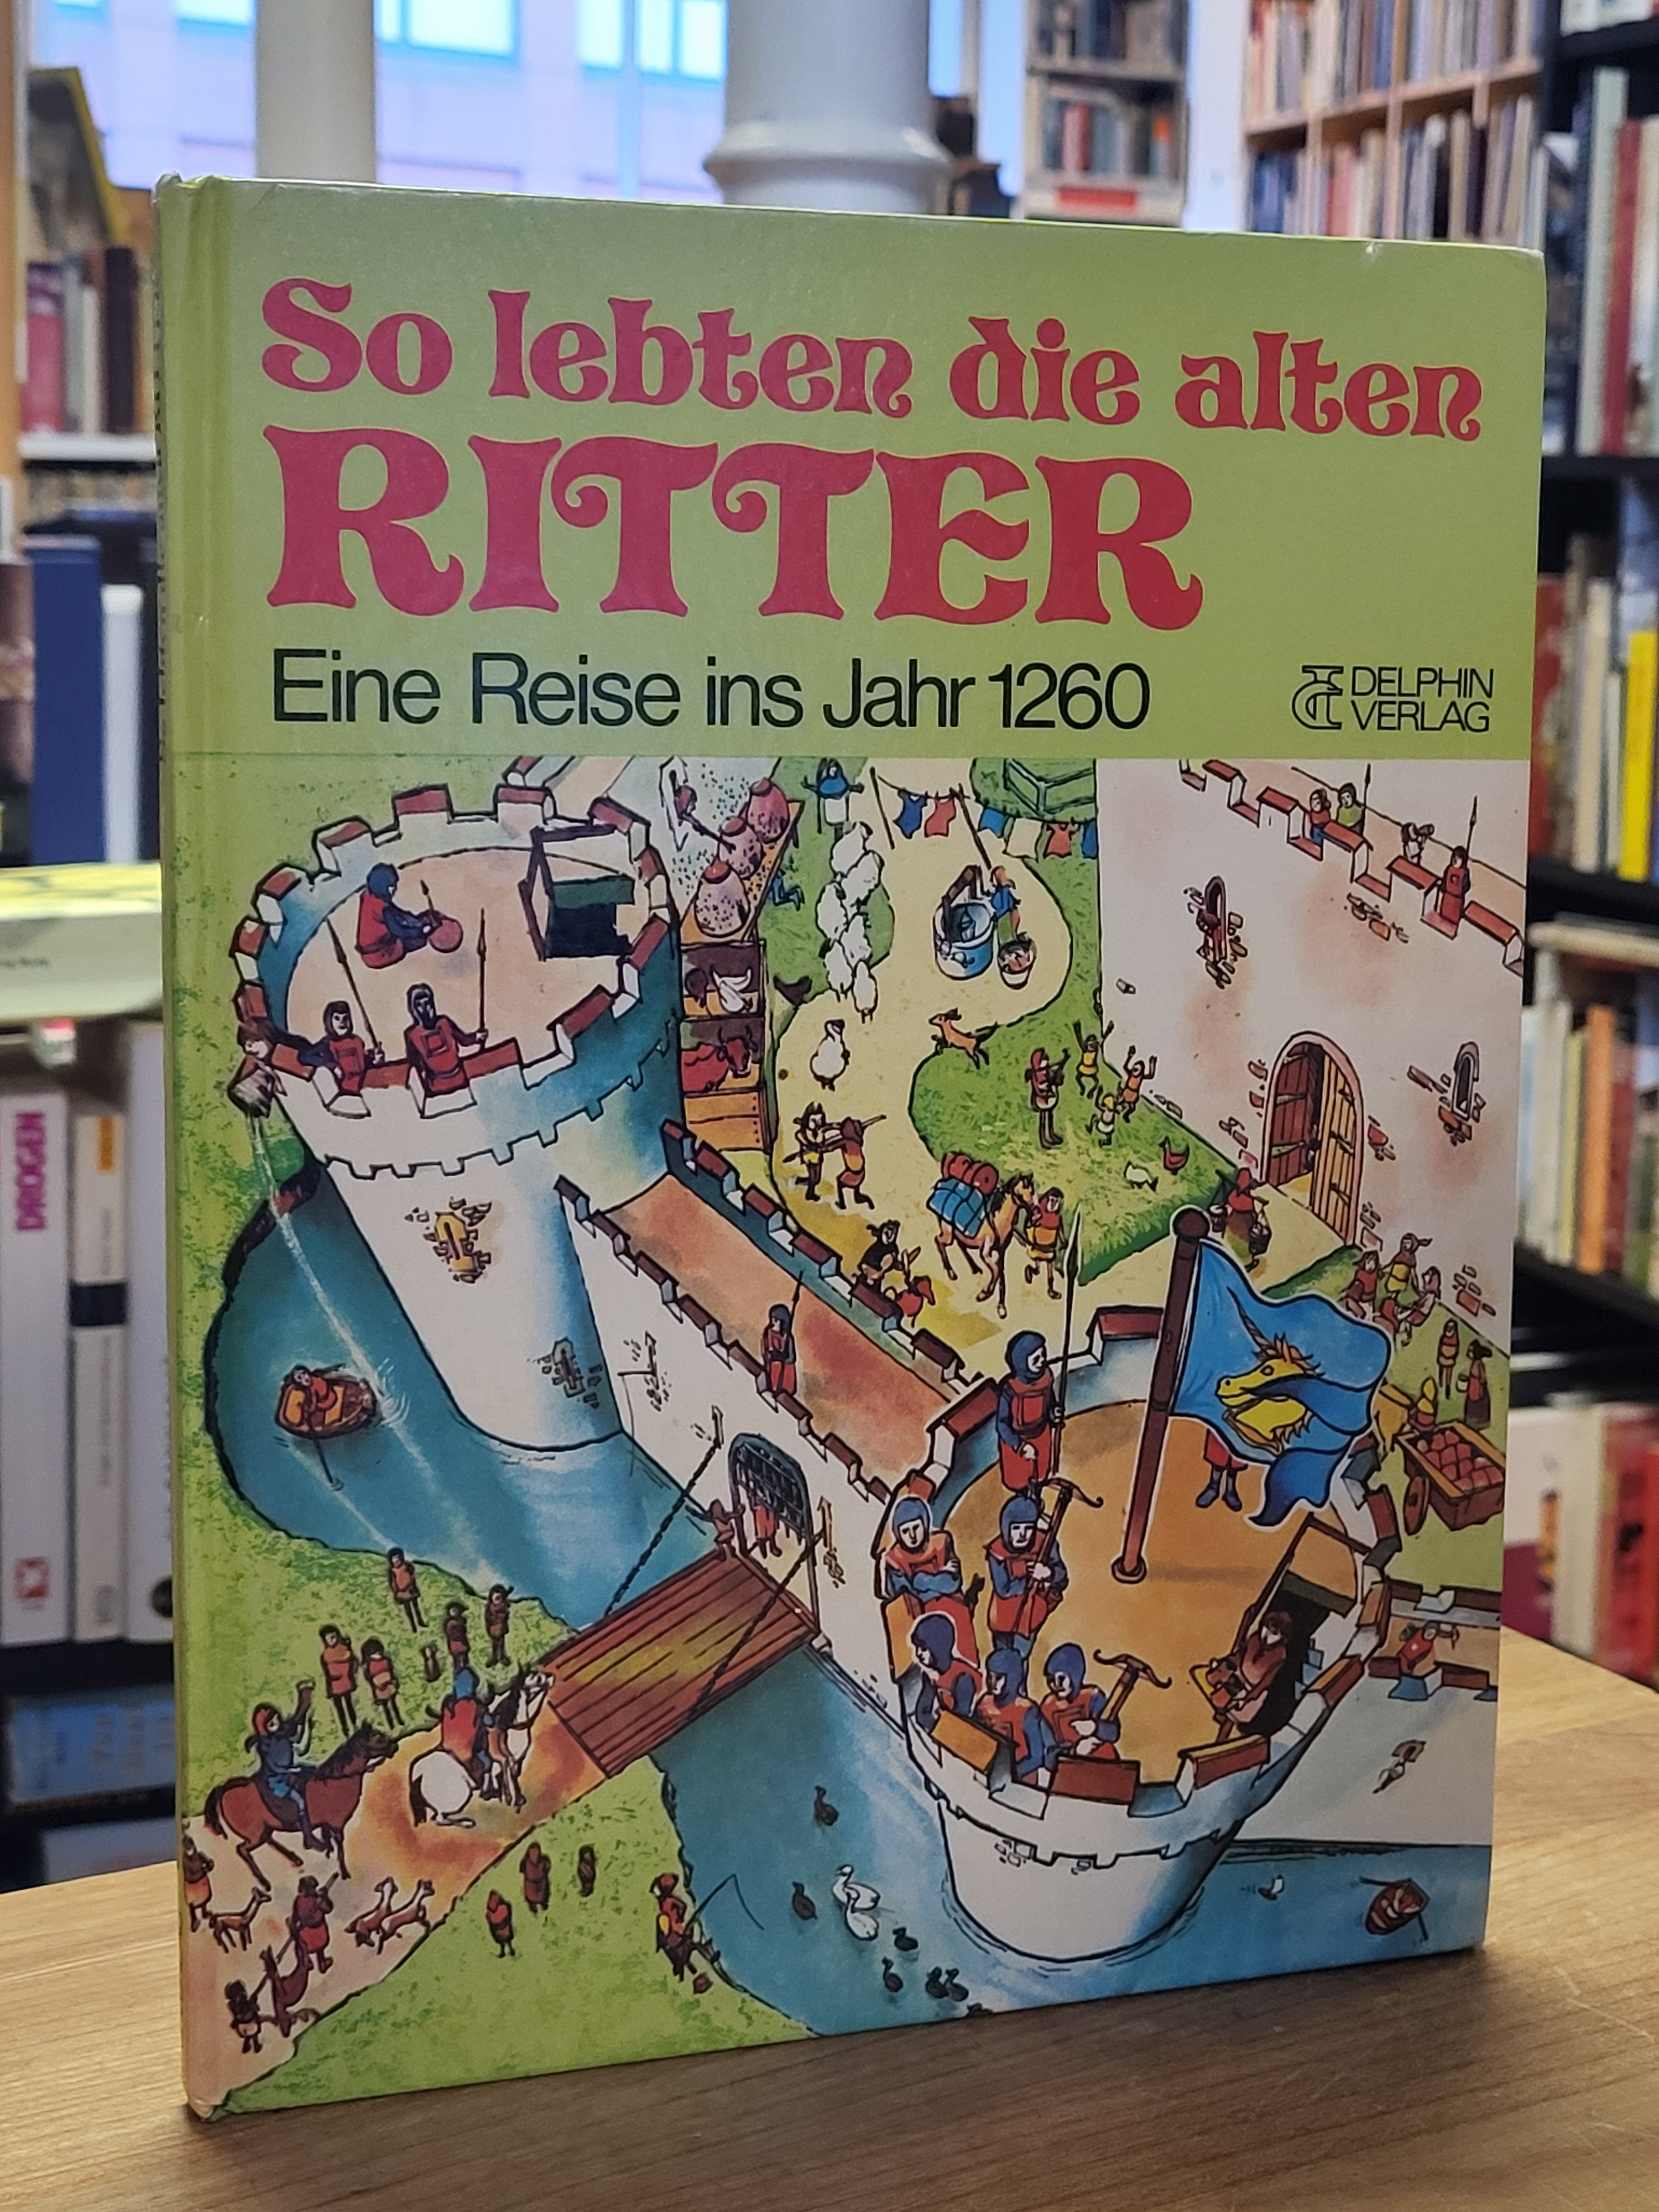 So lebten die alten
RITTER
Eine Reise ins Jahr 1260
DELPHIN
VERLAG
DROGEN